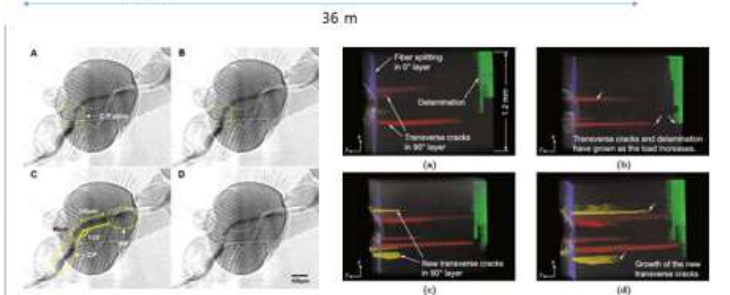 36 m
A
B
C
D
Fiber splitting
in 0° layer
Delamination
1.2 mm
Transverse cracks
in 90° layer
(a)
Transverse cracks and delamination
have grown as the load increases.
(b)
New transverse cracks
in 90° layer
(c)
Growth of the new
transverse cracks
(d)